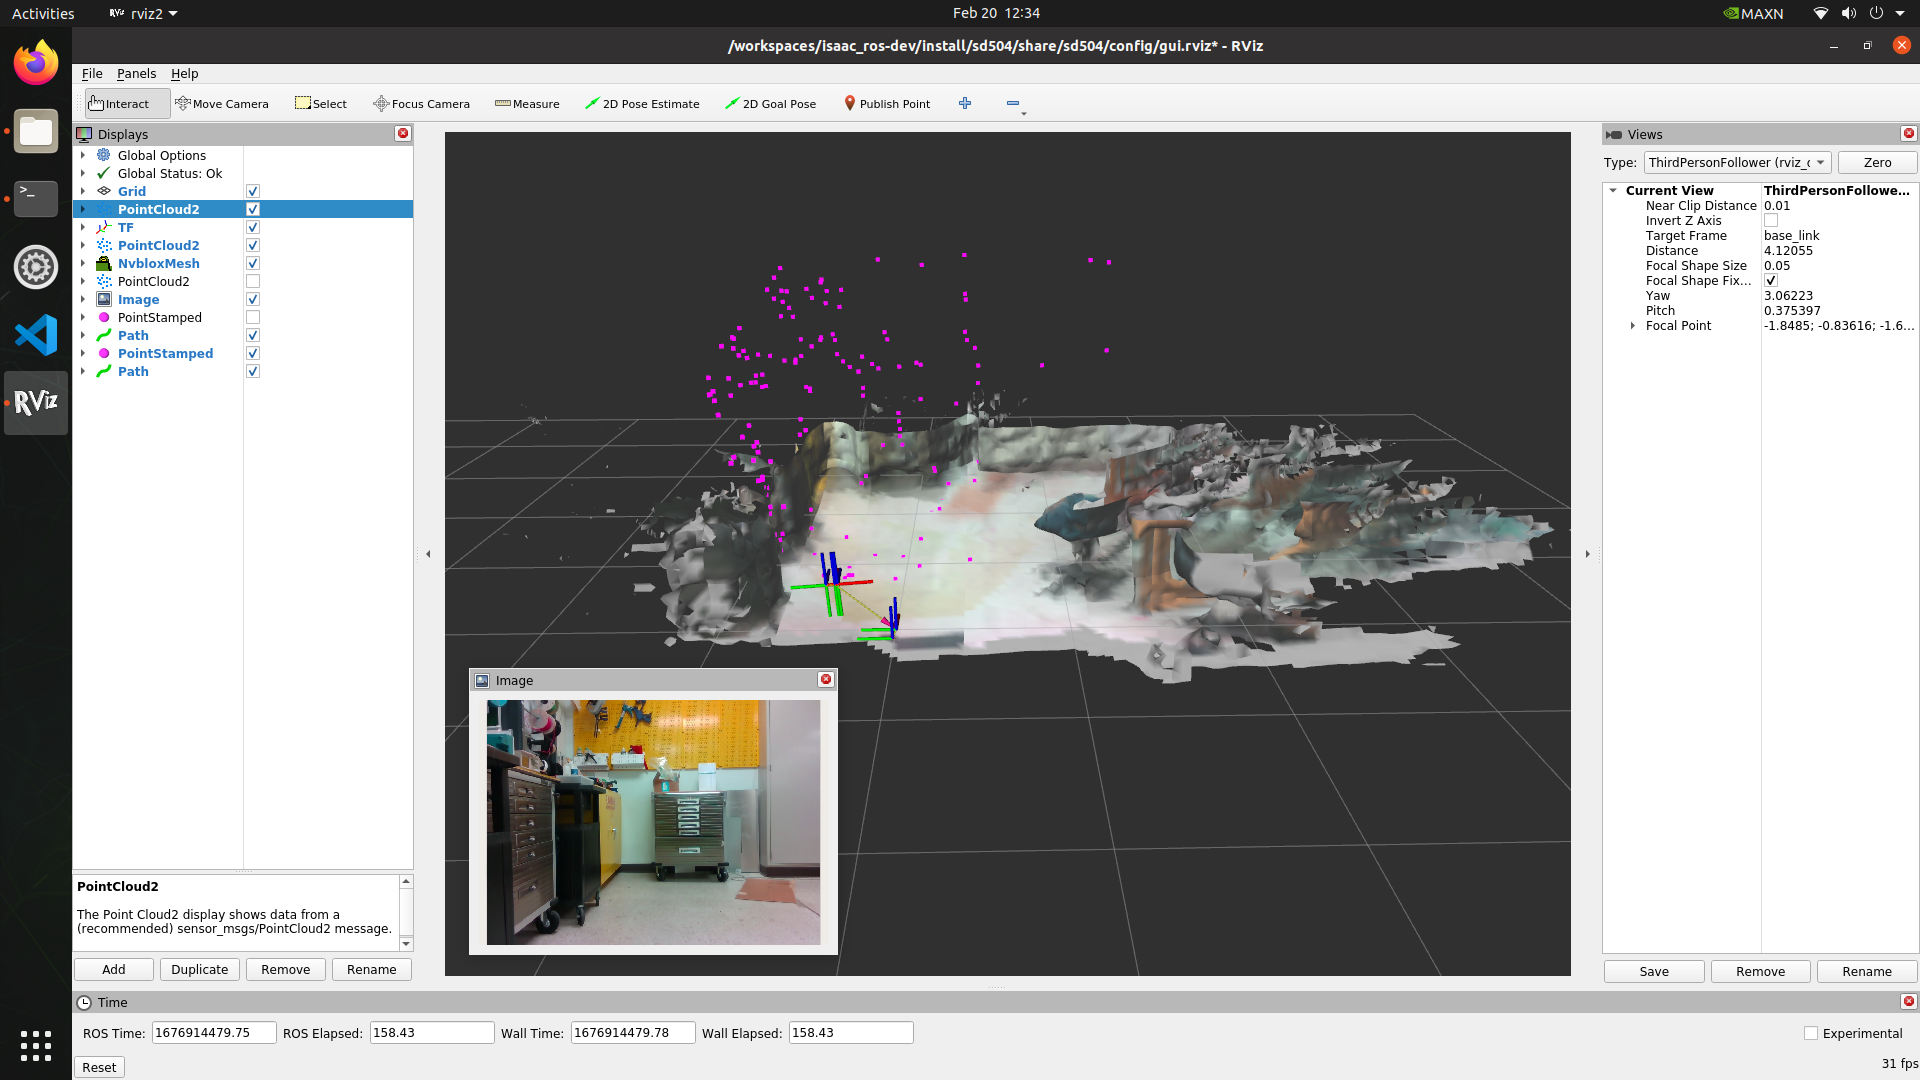 Activities
rviz2
Feb 20 12:34
MAXN
/workspaces/isaac_ros-dev/install/sd504/share/sd504/config/gui.rviz* - RViz
File Panels Help
Interact Move Camera Select Focus Camera Measure 2D Pose Estimate 2D Goal Pose Publish Point
Displays
Global Options
Global Status: Ok
Grid
PointCloud2
TF
PointCloud2
NvbloxMesh
PointCloud2
Image
PointStamped
Path
PointStamped
Path
RViz
PointCloud2
The Point Cloud2 display shows data from a
(recommended) sensor_msgs/PointCloud2 message.
Add Duplicate Remove Rename
Image
Views
Type: ThirdPersonFollower (rviz_ Zero
Current View ThirdPersonFollowe...
Near Clip Distance 0.01
Invert Z Axis
Target Frame base_link
Distance 4.12055
Focal Shape Size 0.05
Focal Shape Fix...
Yaw 3.06223
Pitch 0.375397
Focal Point -1.8485; -0.83616; -1.6...
Save Remove Rename
Time
ROS Time: 1676914479.75 ROS Elapsed: 158.43 Wall Time: 1676914479.78 Wall Elapsed: 158.43 Experimental
Reset
31 fps